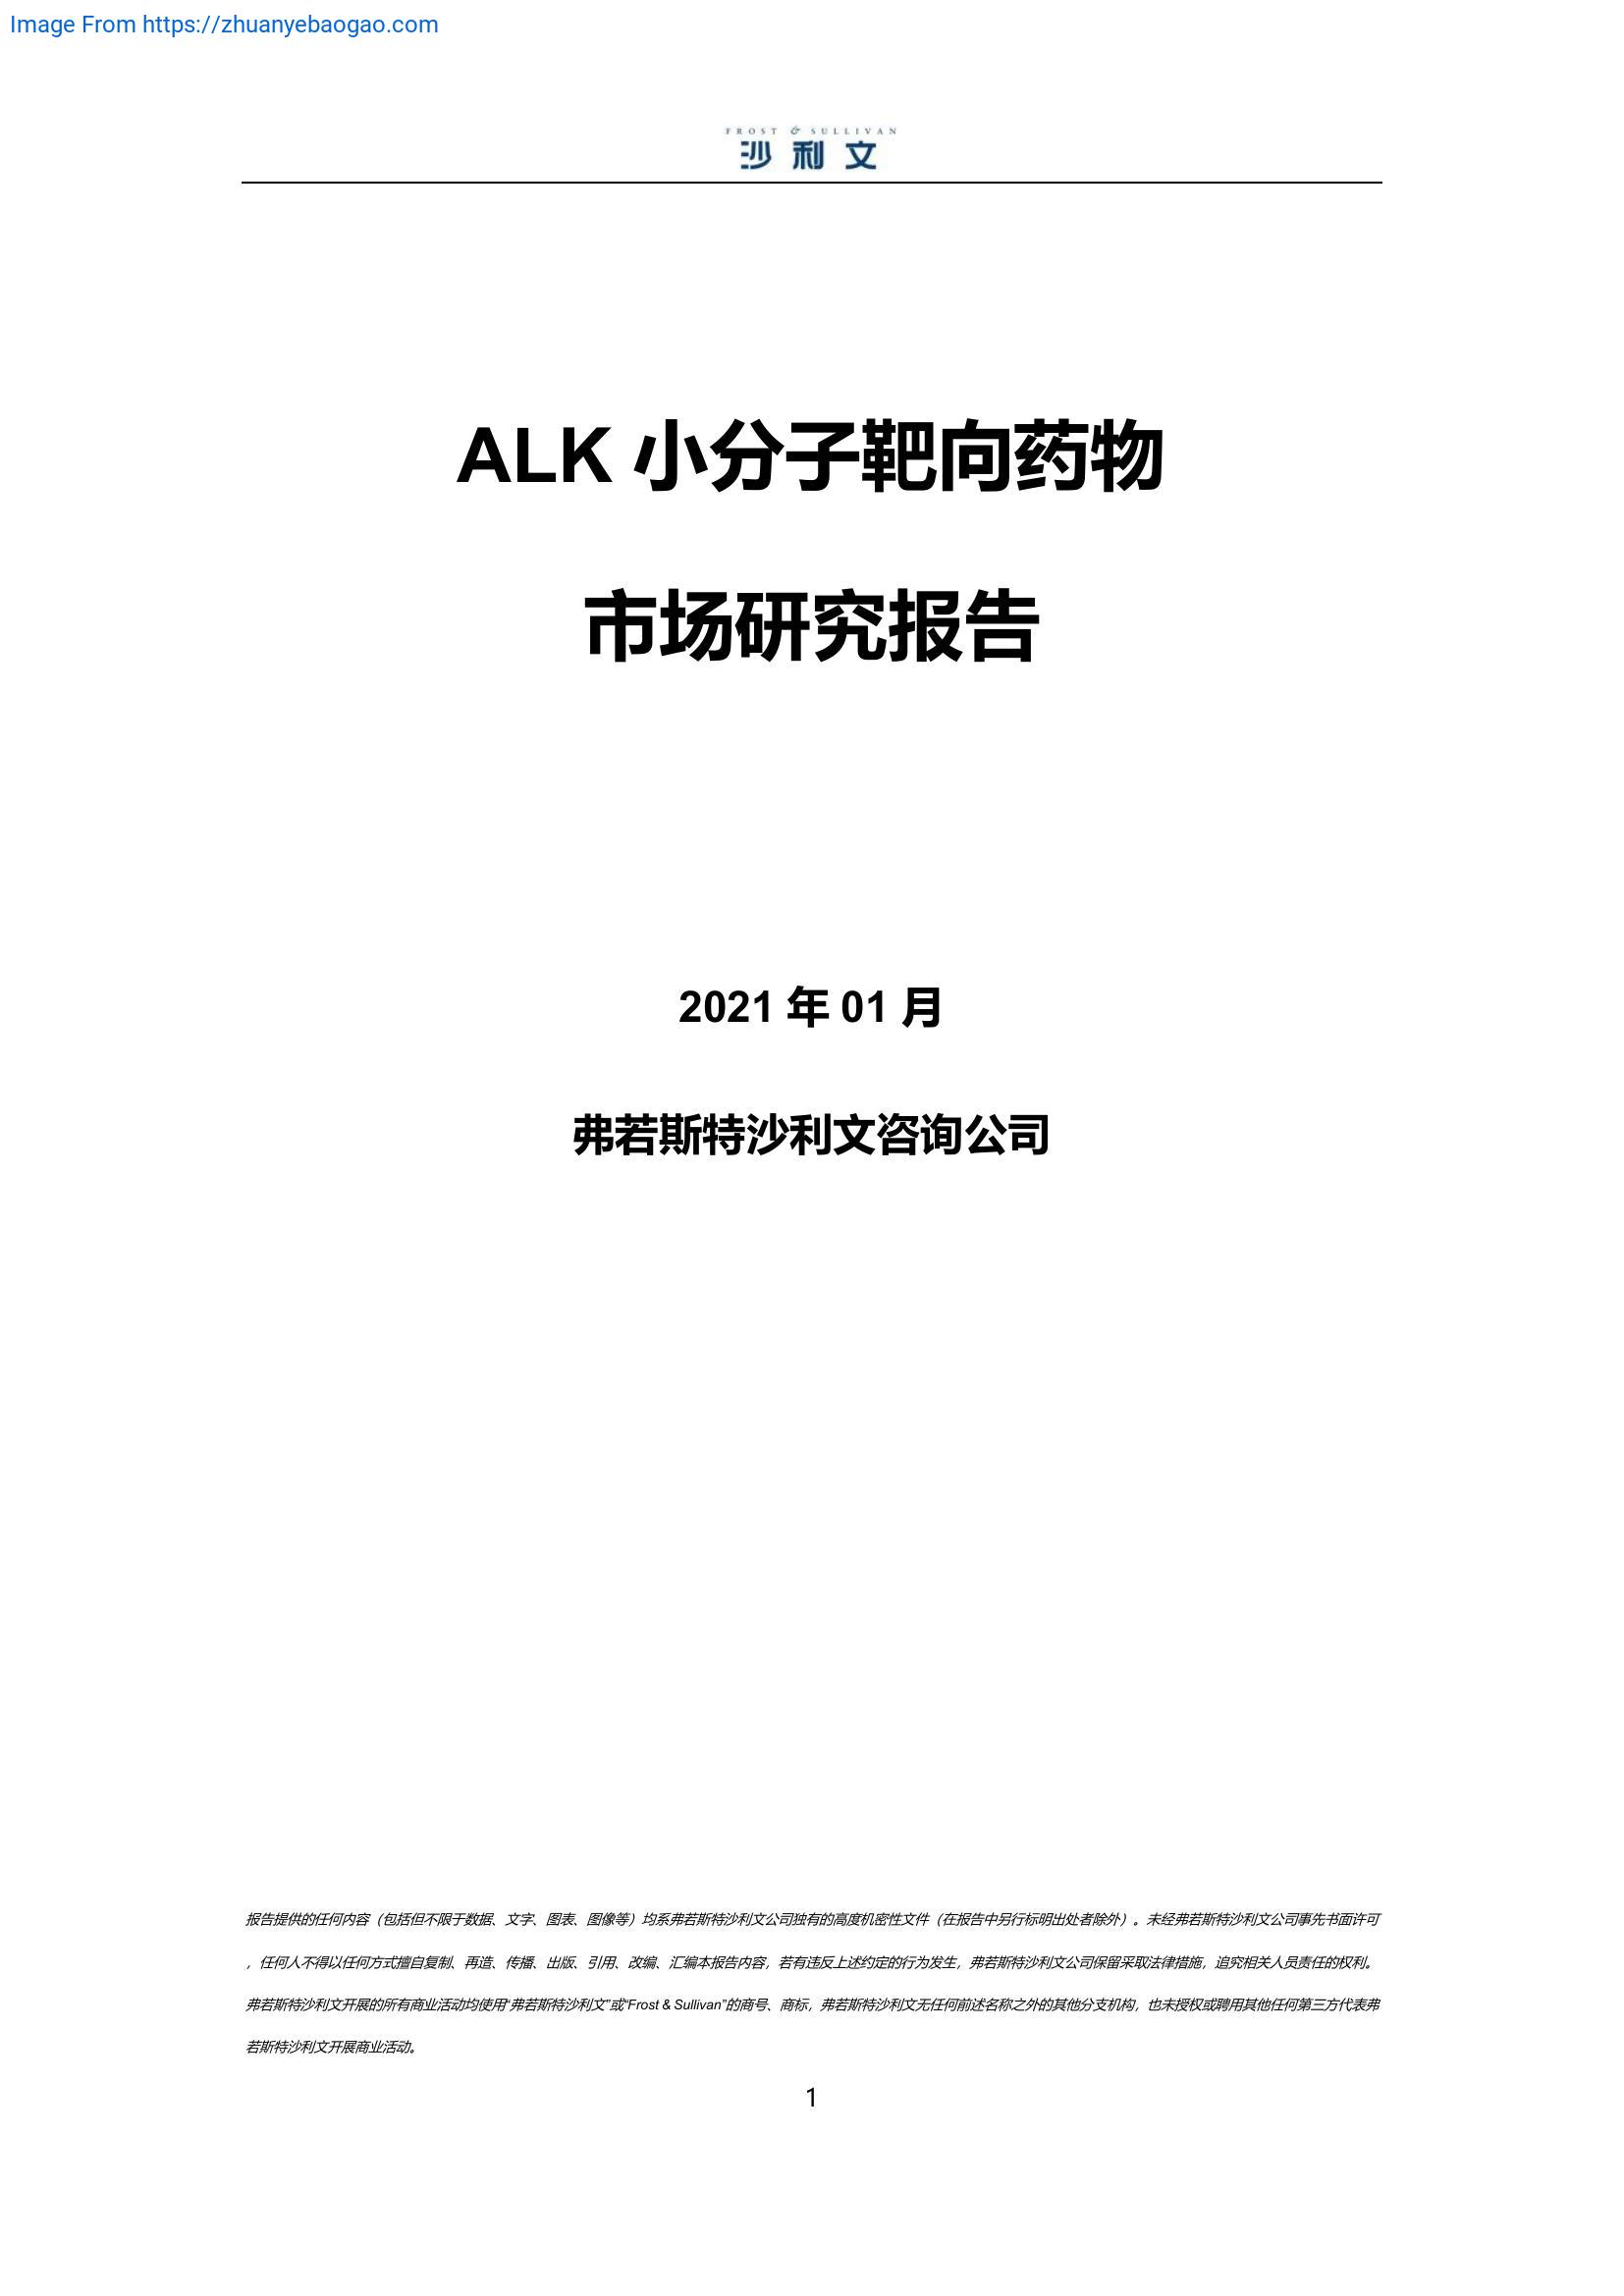 Image From https://zhuanyebaogao.com
FROST & SULLIVAN
沙利文
ALK 小分子靶向药物
市场研究报告
2021 年 01 月
弗若斯特沙利文咨询公司
报告提供的任何内容（包括但不限于数据、文字、图表、图像等）均系弗若斯特沙利文公司独有的高度机密性文件（在报告中另行标明出处者除外）。未经弗若斯特沙利文公司事先书面许可
，任何人不得以任何方式擅自复制、再造、传播、出版、引用、改编、汇编本报告内容，若有违反上述约定的行为发生，弗若斯特沙利文公司保留采取法律措施，追究相关人员责任的权利。
弗若斯特沙利文开展的所有商业活动均使用“弗若斯特沙利文”或“Frost & Sullivan”的商号、商标，弗若斯特沙利文无任何前述名称之外的其他分支机构，也未授权或聘用其他任何第三方代表弗
若斯特沙利文开展商业活动。
1